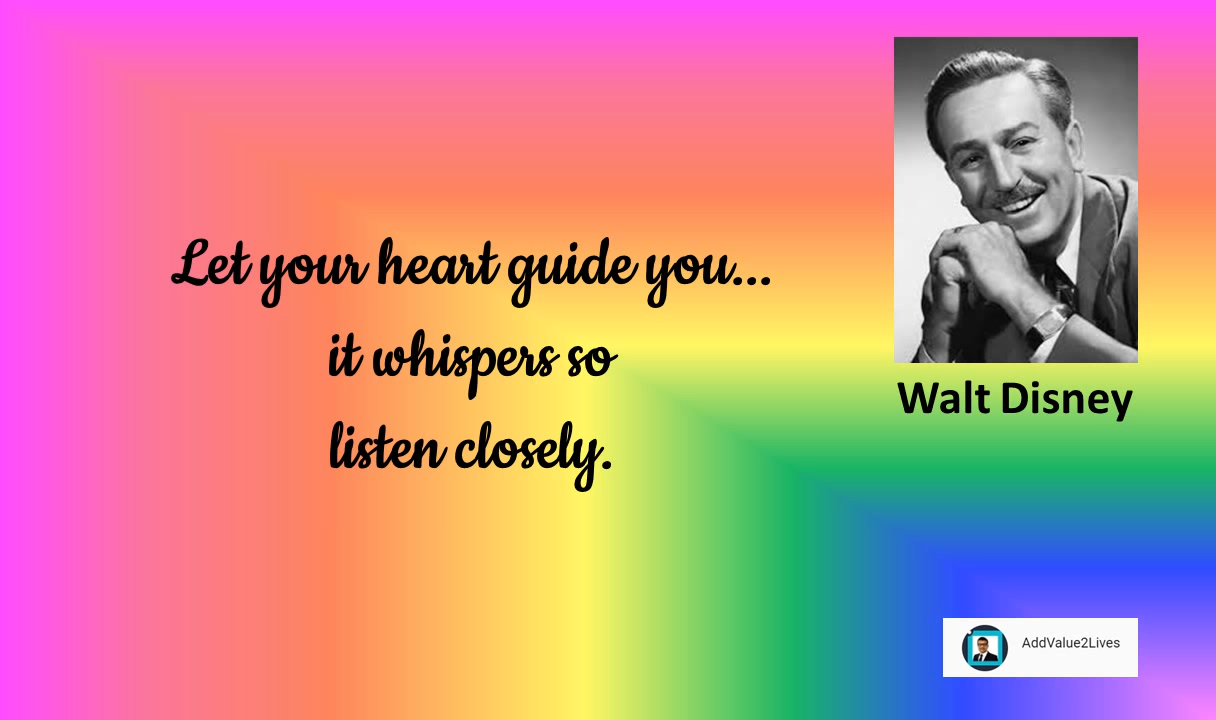 Let your heart guide you...
it whispers so
listen closely.
Walt Disney
AddValue2Lives